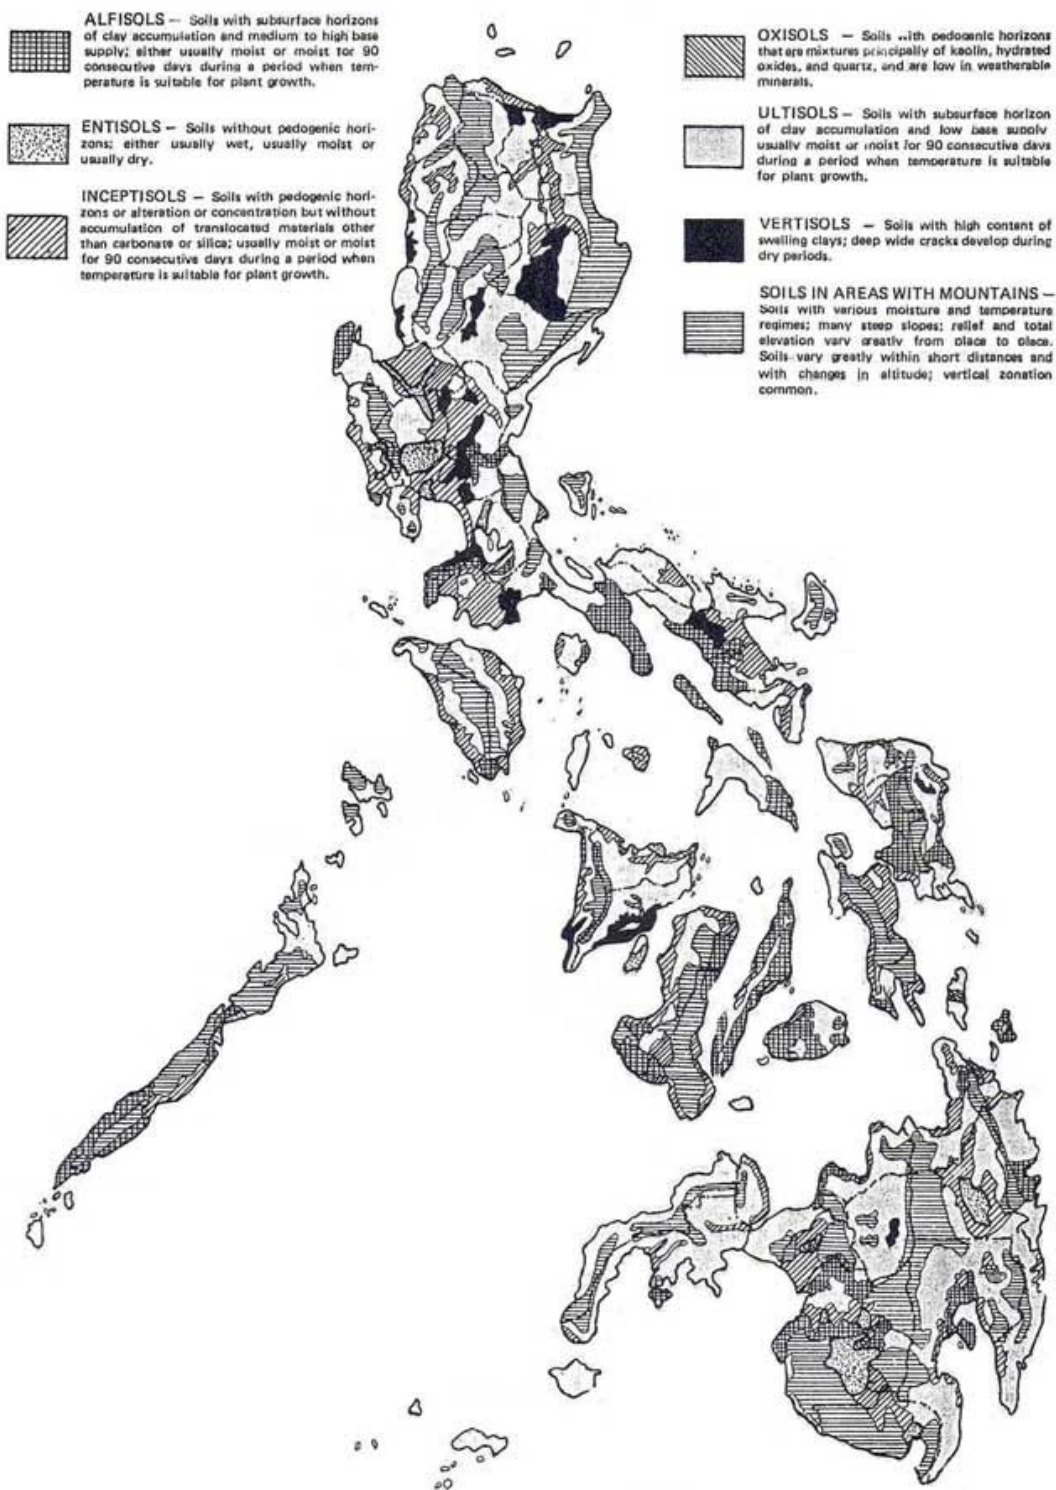 ALFISOLS — Soils with subsurface horizons
of clay accumulation and medium to high base
supply; either usually moist or moist for 90
consecutive days during a period when tem-
perature is suitable for plant growth.
ENTISOLS — Soils without pedogenic hori-
zons; either usually wet, usually moist or
usually dry.
INCEPTISOLS — Soils with pedogenic hori-
zons or alteration or concentration but without
accumulation of translocated materials other
than carbonate or silica; usually moist or moist
for 90 consecutive days during a period when
temperature is suitable for plant growth.
OXISOLS — Soils with pedogenic horizons
that are mixtures principally of kaolin, hydrated
oxides, and quartz, and are low in weatherable
minerals.
ULTISOLS — Soils with subsurface horizon
of clay accumulation and low base supply
usually moist or moist for 90 consecutive days
during a period when temperature is suitable
for plant growth.
VERTISOLS — Soils with high content of
swelling clays; deep wide cracks develop during
dry periods.
SOILS IN AREAS WITH MOUNTAINS —
Soils with various moisture and temperature
regimes; many steep slopes; relief and total
elevation vary greatly from place to place.
Soils vary greatly within short distances and
with changes in altitude; vertical zonation
common.